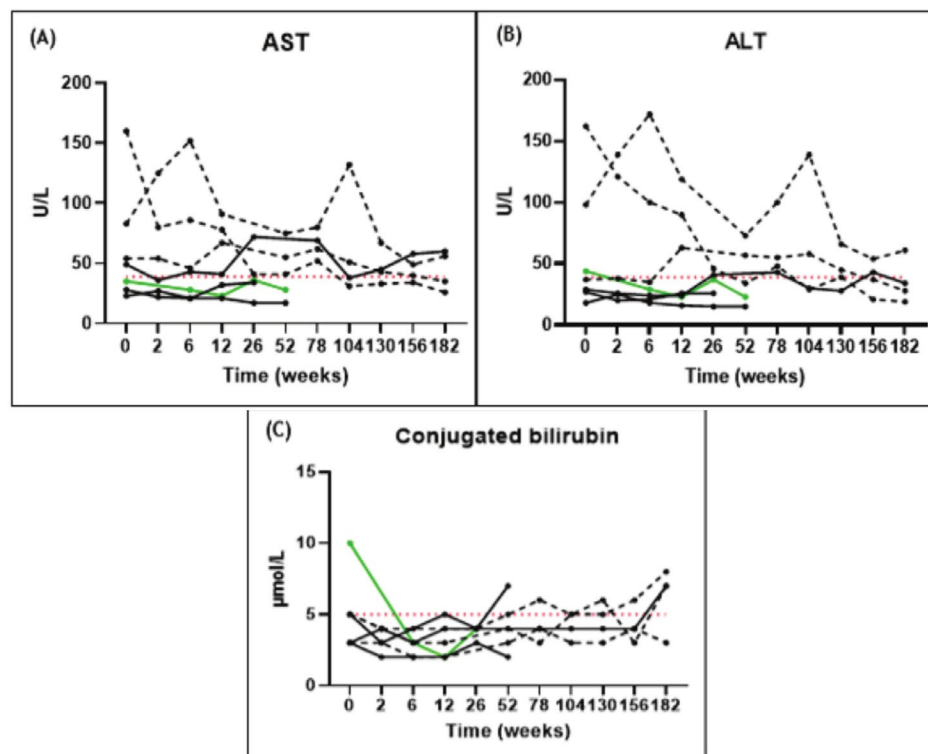 (A)
AST
200
150
100
50
0
U/L
0 2 6 12 26 52 78 104 130 156 182
Time (weeks)
(B)
ALT
200
150
100
50
0
U/L
0 2 6 12 26 52 78 104 130 156 182
Time (weeks)
(C)
Conjugated bilirubin
15
10
5
0
µmol/L
0 2 6 12 26 52 78 104 130 156 182
Time (weeks)